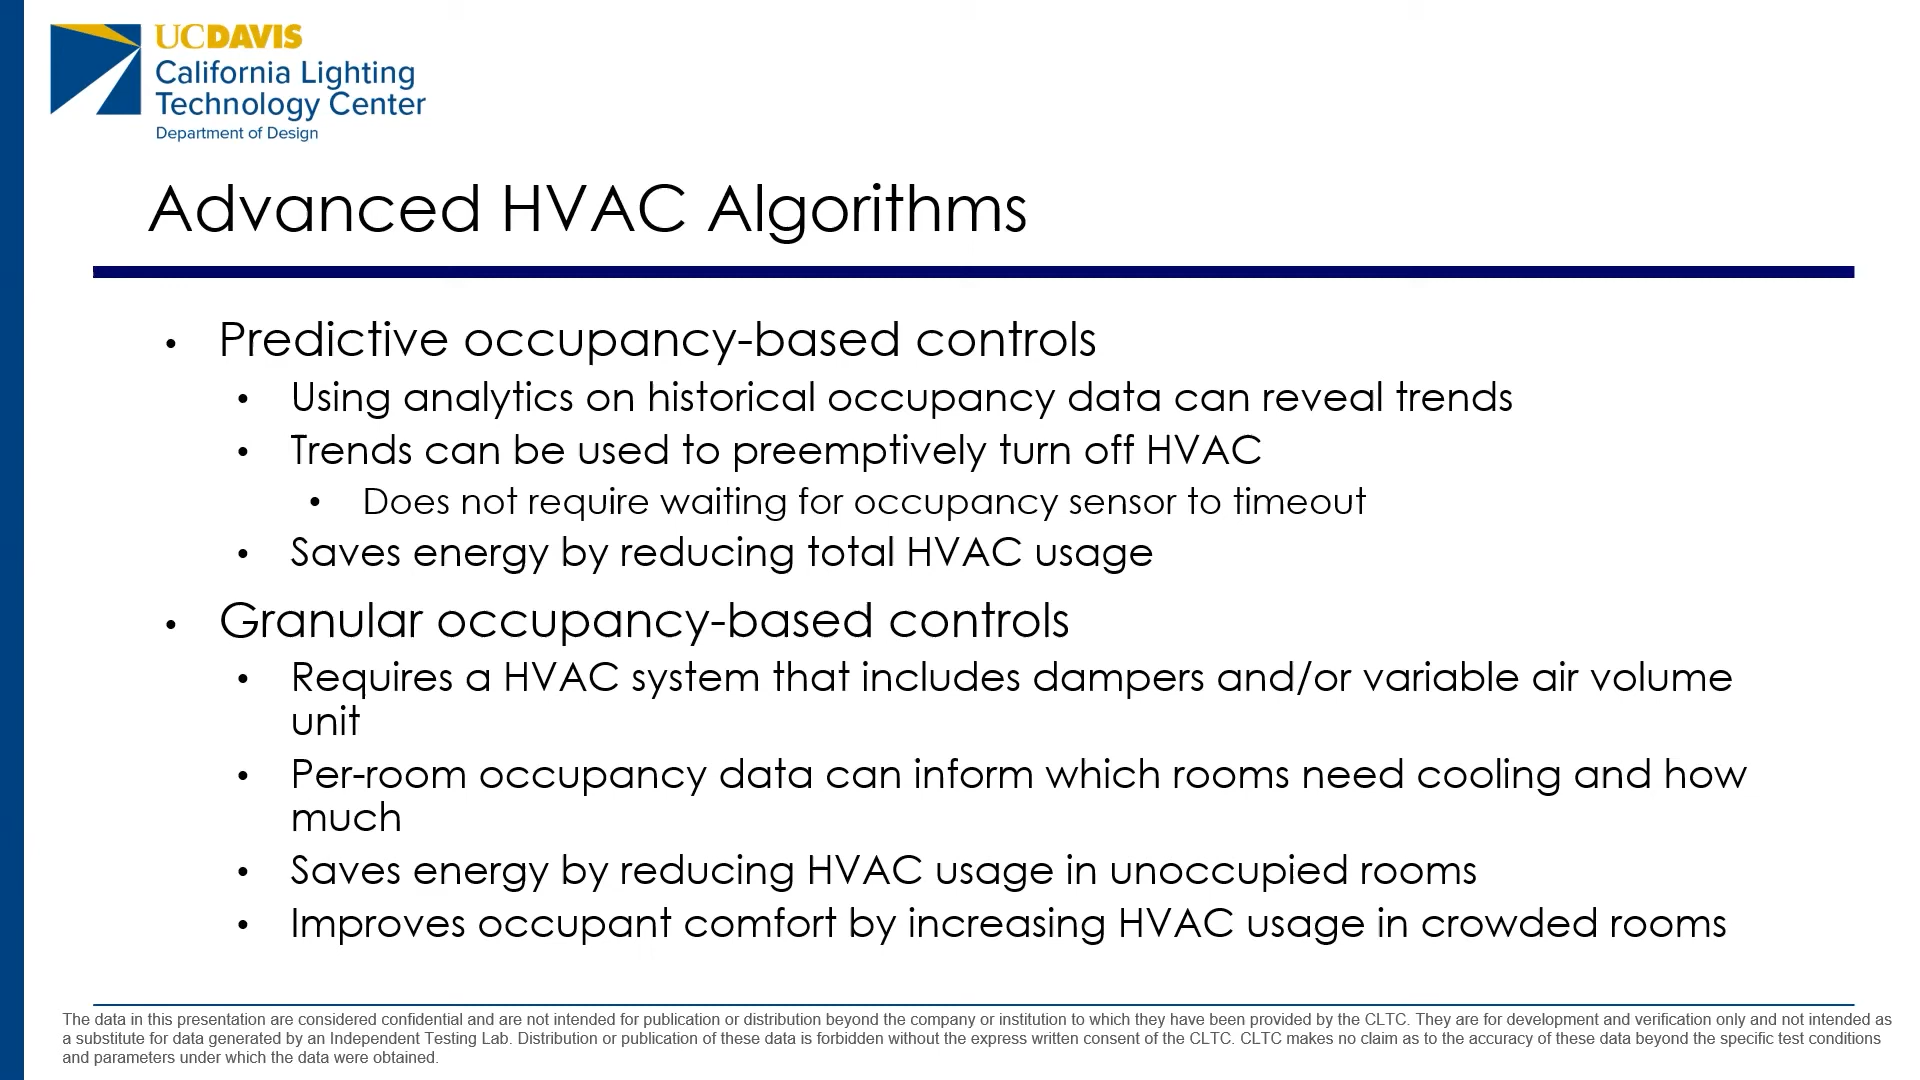 UCDAVIS
California Lighting
Technology Center
Department of Design
Advanced HVAC Algorithms
• Predictive occupancy-based controls
• Using analytics on historical occupancy data can reveal trends
• Trends can be used to preemptively turn off HVAC
• Does not require waiting for occupancy sensor to timeout
• Saves energy by reducing total HVAC usage
• Granular occupancy-based controls
• Requires a HVAC system that includes dampers and/or variable air volume
unit
• Per-room occupancy data can inform which rooms need cooling and how
much
• Saves energy by reducing HVAC usage in unoccupied rooms
• Improves occupant comfort by increasing HVAC usage in crowded rooms
The data in this presentation are considered confidential and are not intended for publication or distribution beyond the company or institution to which they have been provided by the CLTC. They are for development and verification only and not intended as
a substitute for data generated by an Independent Testing Lab. Distribution or publication of these data is forbidden without the express written consent of the CLTC. CLTC makes no claim as to the accuracy of these data beyond the specific test conditions
and parameters under which the data were obtained.